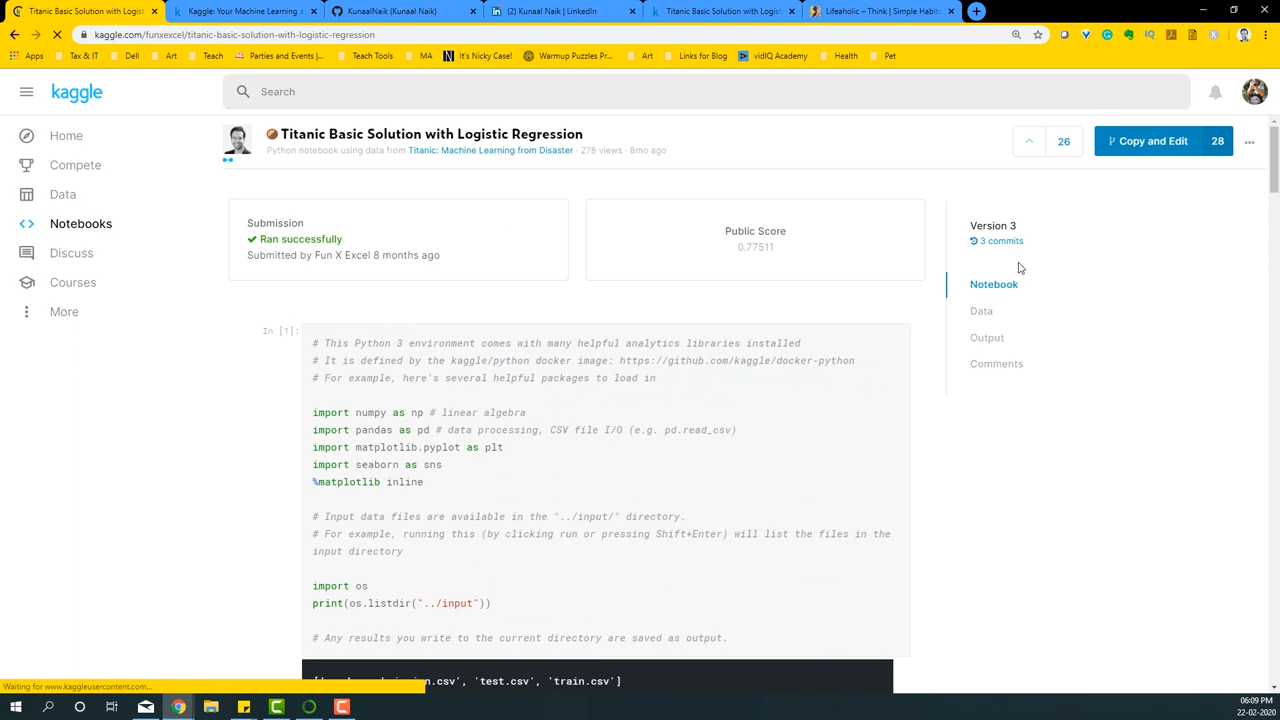 Titanic Basic Solution with Logist
Kaggle: Your Machine Learning a
KunaalNaik (Kunaal Naik)
(2) Kunaal Naik | LinkedIn
Titanic Basic Solution with Logist
Lifeaholic – Think | Simple Habits
kaggle.com/funxexcel/titanic-basic-solution-with-logistic-regression
Apps
Tax & IT
Dell
Art
Teach
Parties and Events |...
Teach Tools
MA
It's Nicky Case!
Warmup Puzzles Pr...
Art
Links for Blog
vidIQ Academy
Health
Pet
kaggle
Search
Home
Compete
Data
Notebooks
Discuss
Courses
More
Titanic Basic Solution with Logistic Regression
Python notebook using data from Titanic: Machine Learning from Disaster · 278 views · 8mo ago
26
Copy and Edit 28
Submission
Ran successfully
Submitted by Fun X Excel 8 months ago
Public Score
0.77511
Version 3
3 commits
Notebook
Data
Output
Comments
In [1]:
# This Python 3 environment comes with many helpful analytics libraries installed
# It is defined by the kaggle/python docker image: https://github.com/kaggle/docker-python
# For example, here's several helpful packages to load in
import numpy as np # linear algebra
import pandas as pd # data processing, CSV file I/O (e.g. pd.read_csv)
import matplotlib.pyplot as plt
import seaborn as sns
%matplotlib inline
# Input data files are available in the "../input/" directory.
# For example, running this (by clicking run or pressing Shift+Enter) will list the files in the
input directory
import os
print(os.listdir("../input"))
# Any results you write to the current directory are saved as output.
'test.csv', 'train.csv']
Waiting for www.kaggleusercontent.com...
06:09 PM
22-02-2020